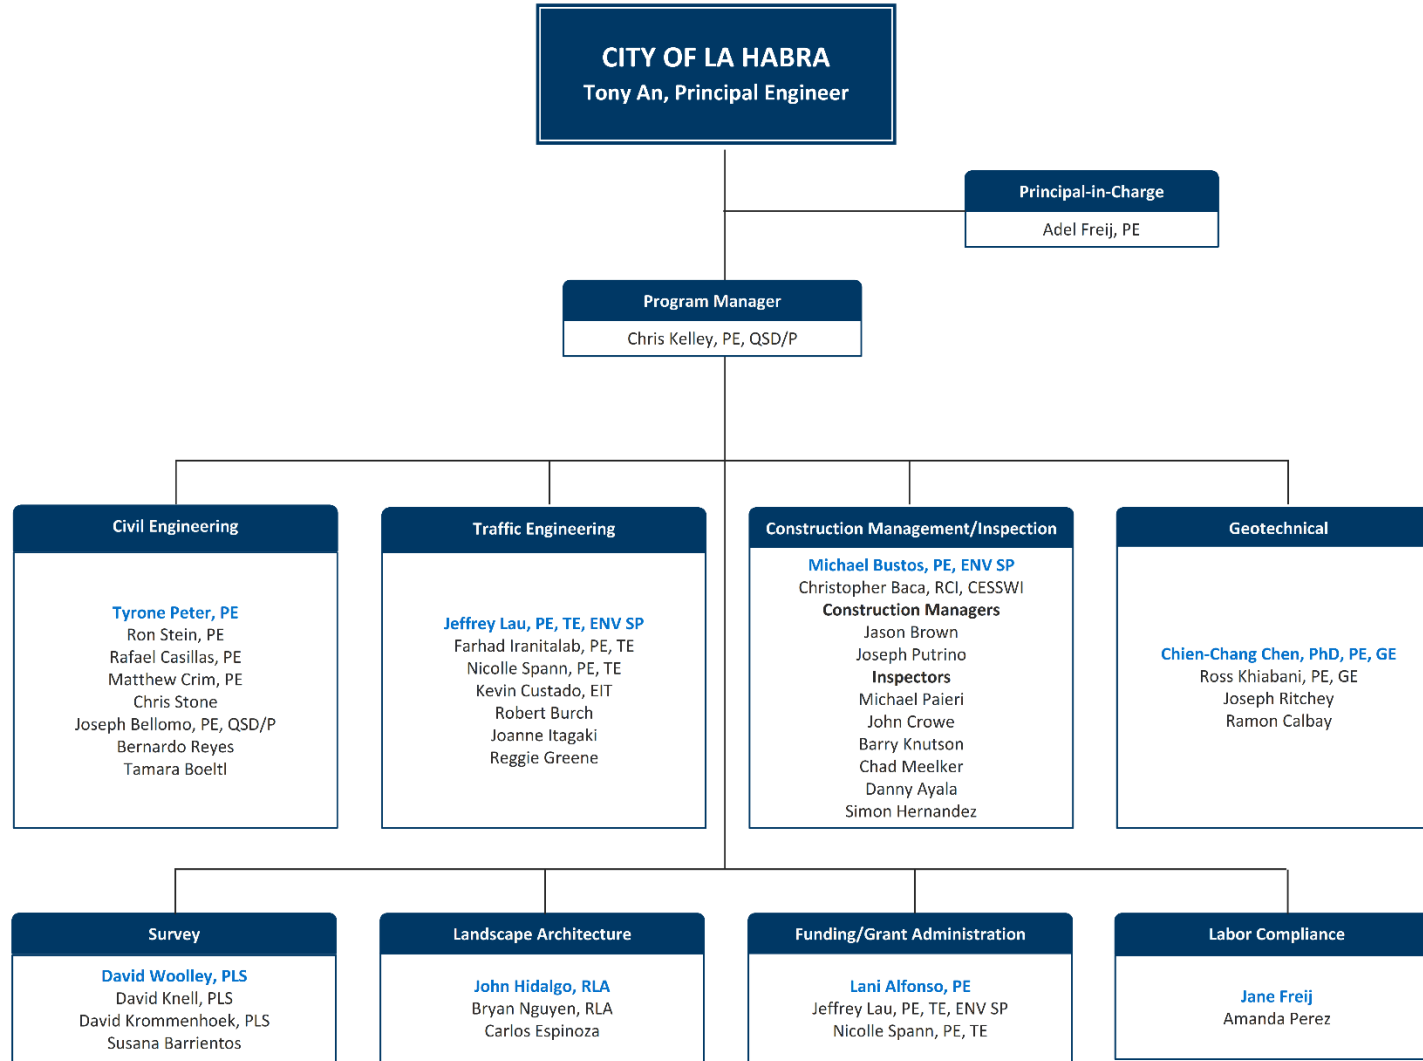 CITY OF LA HABRA
Tony An, Principal Engineer
Principal-in-Charge
Adel Freij, PE
Program Manager
Chris Kelley, PE, QSD/P
Civil Engineering
Tyrone Peter, PE
Ron Stein, PE
Rafael Casillas, PE
Matthew Crim, PE
Chris Stone
Joseph Bellomo, PE, QSD/P
Bernardo Reyes
Tamara Boeltl
Traffic Engineering
Jeffrey Lau, PE, TE, ENV SP
Farhad Iranitalab, PE, TE
Nicolle Spann, PE, TE
Kevin Custado, EIT
Robert Burch
Joanne Itagaki
Reggie Greene
Construction Management/Inspection
Michael Bustos, PE, ENV SP
Christopher Baca, RCI, CESSWI
Construction Managers
Jason Brown
Joseph Putrino
Inspectors
Michael Paieri
John Crowe
Barry Knutson
Chad Meelker
Danny Ayala
Simon Hernandez
Geotechnical
Chien-Chang Chen, PhD, PE, GE
Ross Khiabani, PE, GE
Joseph Ritchey
Ramon Calbay
Survey
David Woolley, PLS
David Knell, PLS
David Krommenhoek, PLS
Susana Barrientos
Landscape Architecture
John Hidalgo, RLA
Bryan Nguyen, RLA
Carlos Espinoza
Funding/Grant Administration
Lani Alfonso, PE
Jeffrey Lau, PE, TE, ENV SP
Nicolle Spann, PE, TE
Labor Compliance
Jane Freij
Amanda Perez